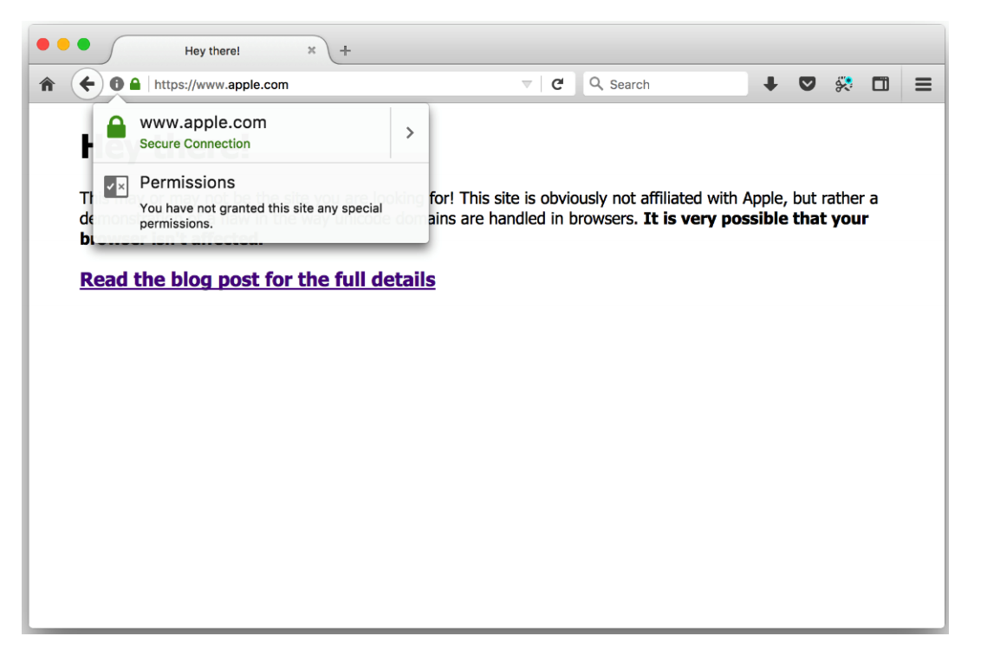 Hey there!
https://www.apple.com
Search
www.apple.com
Secure Connection
Permissions
You have not granted this site any special
permissions.
Hey there!
This may or may not be the site you are looking for! This site is obviously not affiliated with Apple, but rather a
flaw in the way unicode domains are handled in browsers. It is very possible that your
browser isn't affected.
Read the blog post for the full details